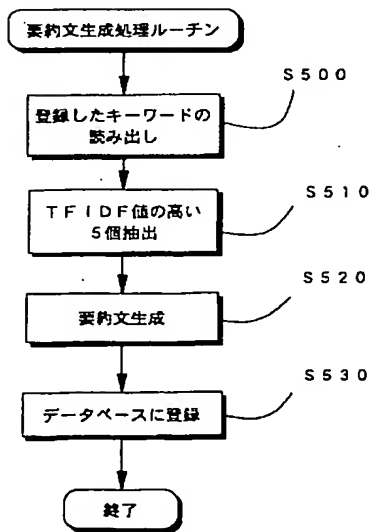 要約文生成処理ルーチン
S500
登録したキーワードの
読み出し
S510
TFIDF値の高い
5個抽出
S520
要約文生成
S530
データベースに登録
終了